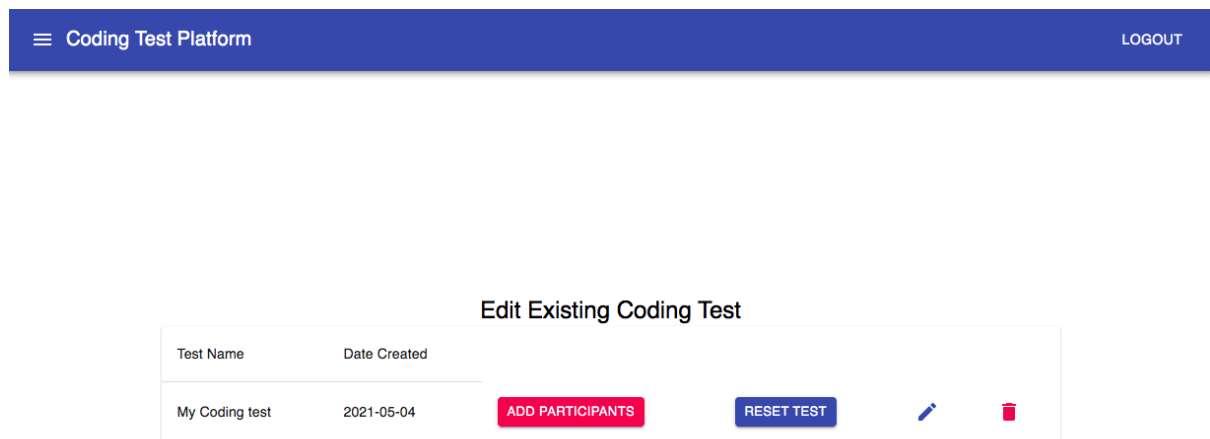 Coding Test Platform LOGOUT
Edit Existing Coding Test
Test Name Date Created
My Coding test 2021-05-04 ADD PARTICIPANTS RESET TEST